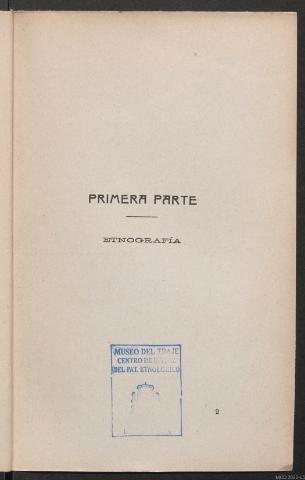 PRIMERA PARTE
ETNOGRAFÍA
MUSEO DEL TRAJE
CENTRO DE
DEL PAT. ETNOLÓGICO
2